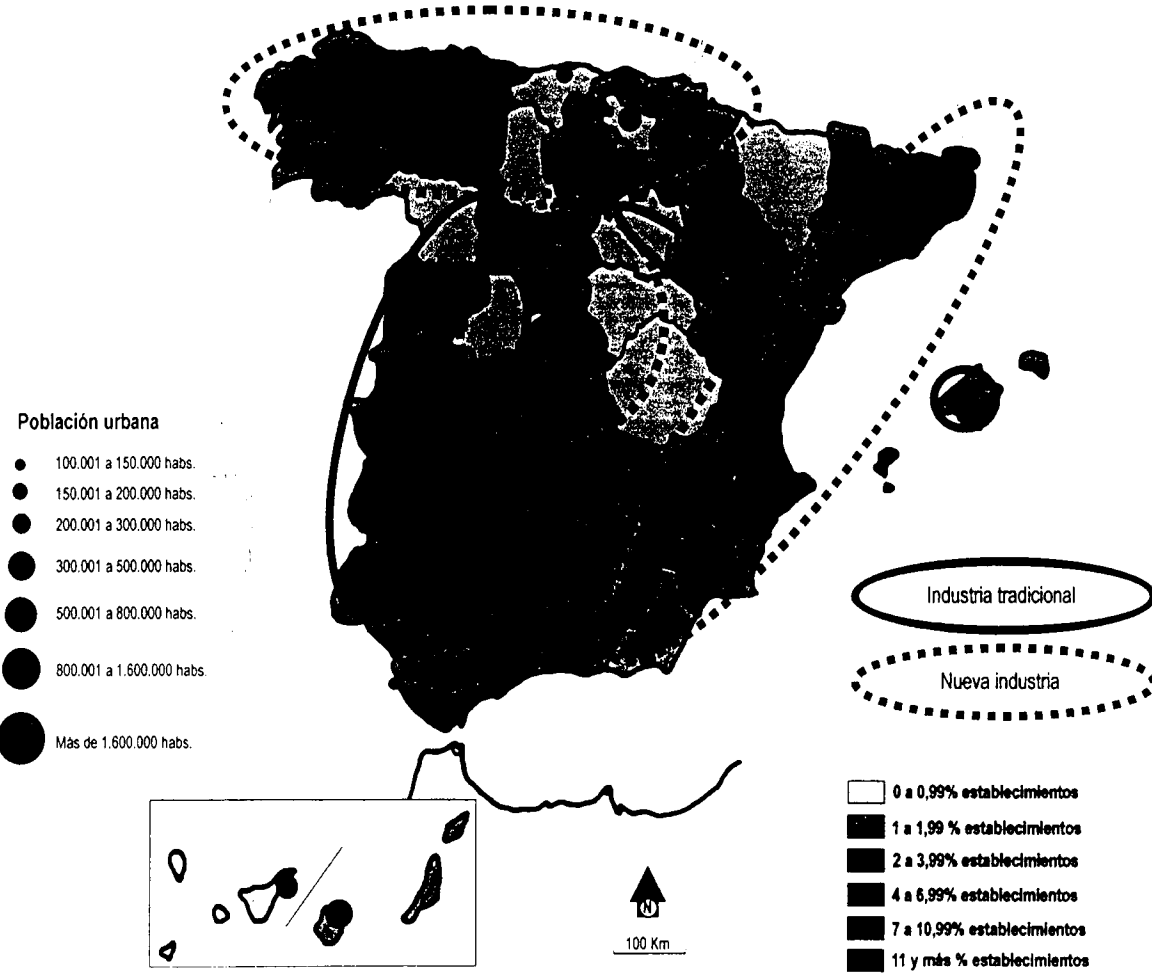 Población urbana
100.001 a 150.000 habs.
150.001 a 200.000 habs.
200.001 a 300.000 habs.
300.001 a 500.000 habs.
500.001 a 800.000 habs.
800.001 a 1.600.000 habs.
Más de 1.600.000 habs.
Industria tradicional
Nueva industria
0 a 0,99% establecimientos
1 a 1,99 % establecimientos
2 a 3,99% establecimientos
4 a 6,99% establecimientos
7 a 10,99% establecimientos
11 y más % establecimientos
N
100 Km